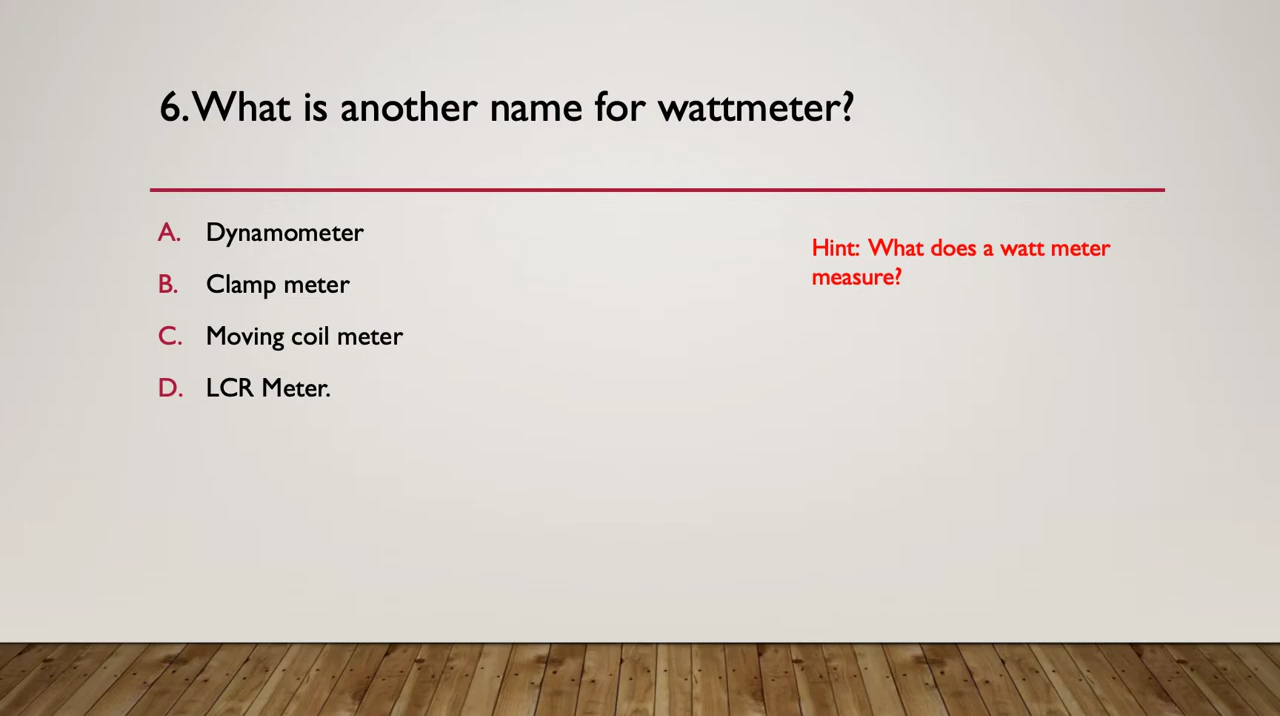 6. What is another name for wattmeter?
A. Dynamometer
B. Clamp meter
C. Moving coil meter
D. LCR Meter.
Hint: What does a watt meter
measure?